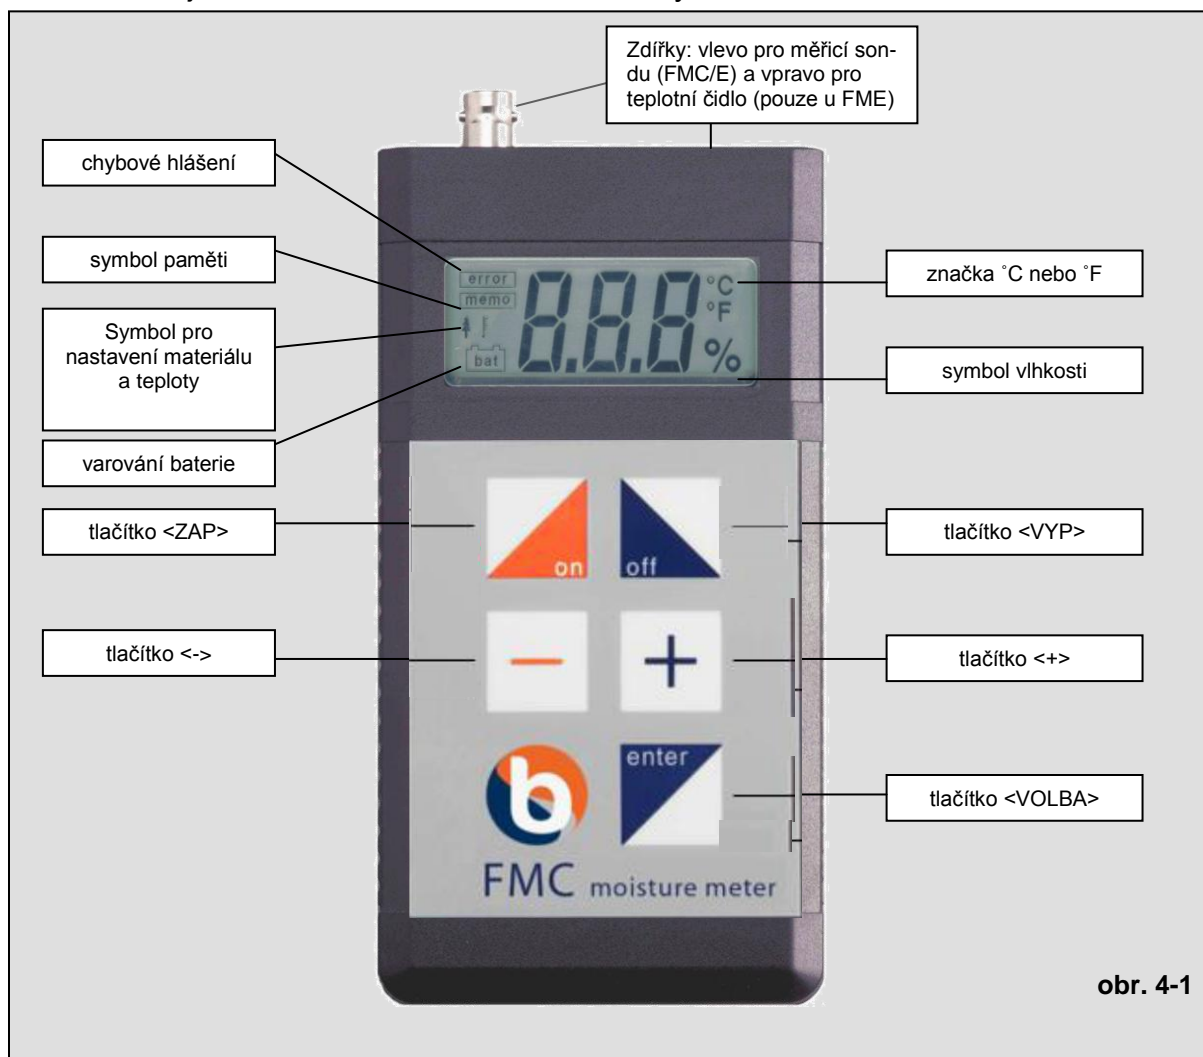 Zdířky: vlevo pro měřicí son-
du (FMC/E) a vpravo pro
teplotní čidlo (pouze u FME)
chybové hlášení
symbol paměti
Symbol pro
nastavení materiálu
a teploty
varování baterie
tlačítko <ZAP>
tlačítko <->
error
memo
bat
8.8.8
°C
°F
%
on
off
−
+
enter
b
FMC moisture meter
značka ˚C nebo ˚F
symbol vlhkosti
tlačítko <VYP>
tlačítko <+>
tlačítko <VOLBA>
obr. 4-1